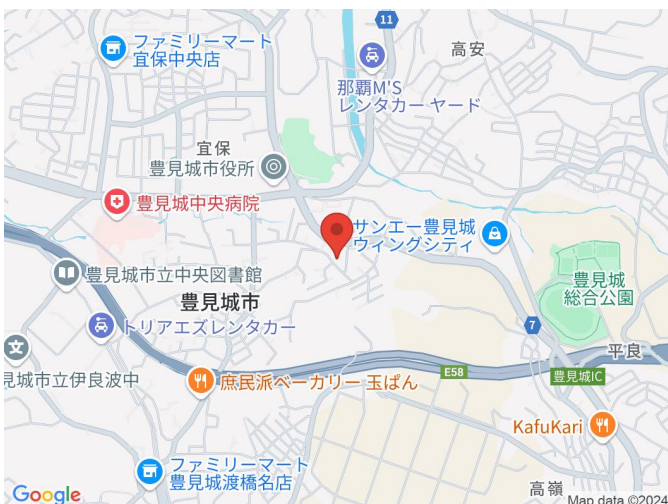 ファミリーマート
宜保中央店
11
高安
那覇M'S
レンタカー ヤード
宜保
豊見城市役所
豊見城中央病院
サンエー豊見城
ウィングシティ
豊見城市立中央図書館
豊見城市
豊見城
総合公園
トリアエズレンタカー
7
平良
見城市立伊良波中
庶民派ベーカリー 玉ぱん
E58
豊見城IC
KafuKari
ファミリーマート
豊見城渡橋名店
高嶺
Google
Map data ©2024